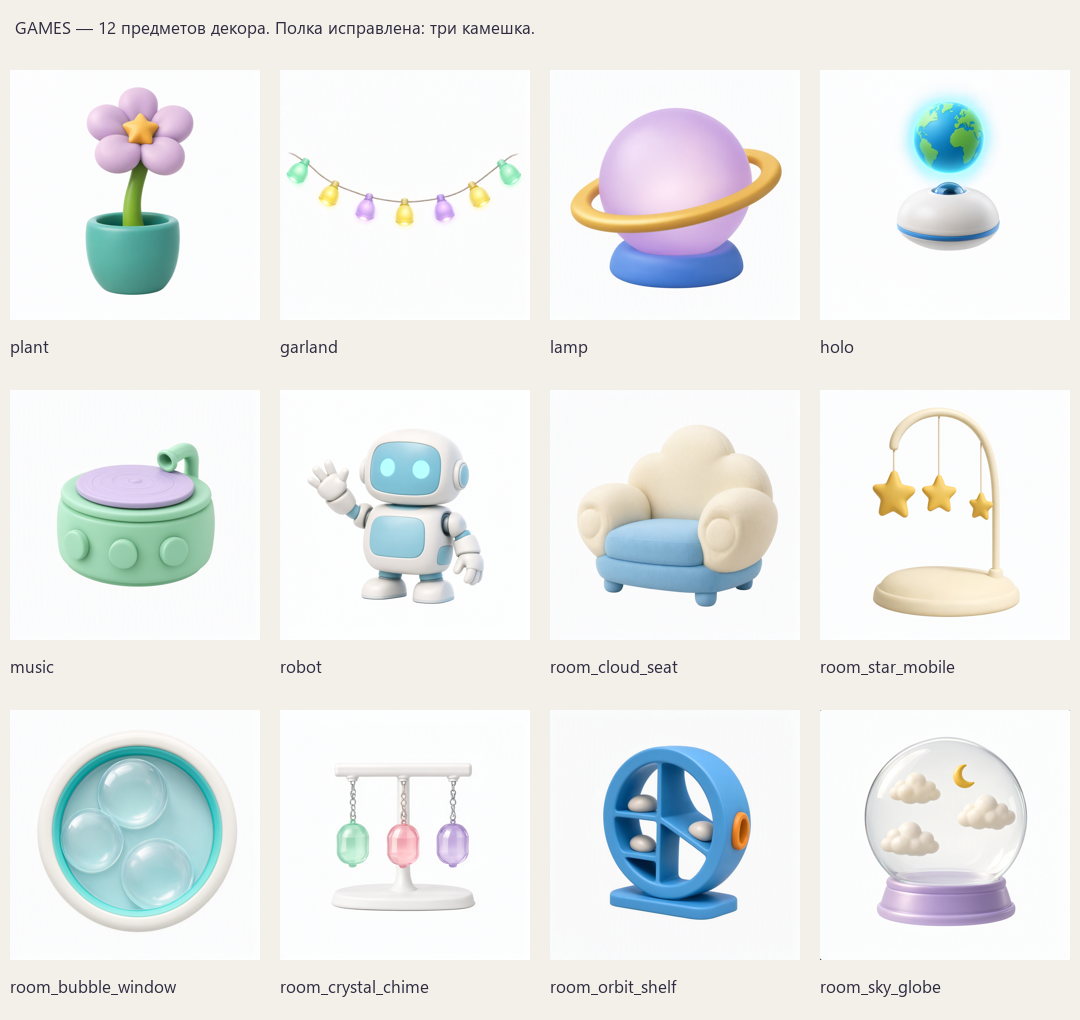 GAMES — 12 предметов декора. Полка исправлена: три камешка.
plant
garland
lamp
holo
music
robot
room_cloud_seat
room_star_mobile
room_bubble_window
room_crystal_chime
room_orbit_shelf
room_sky_globe